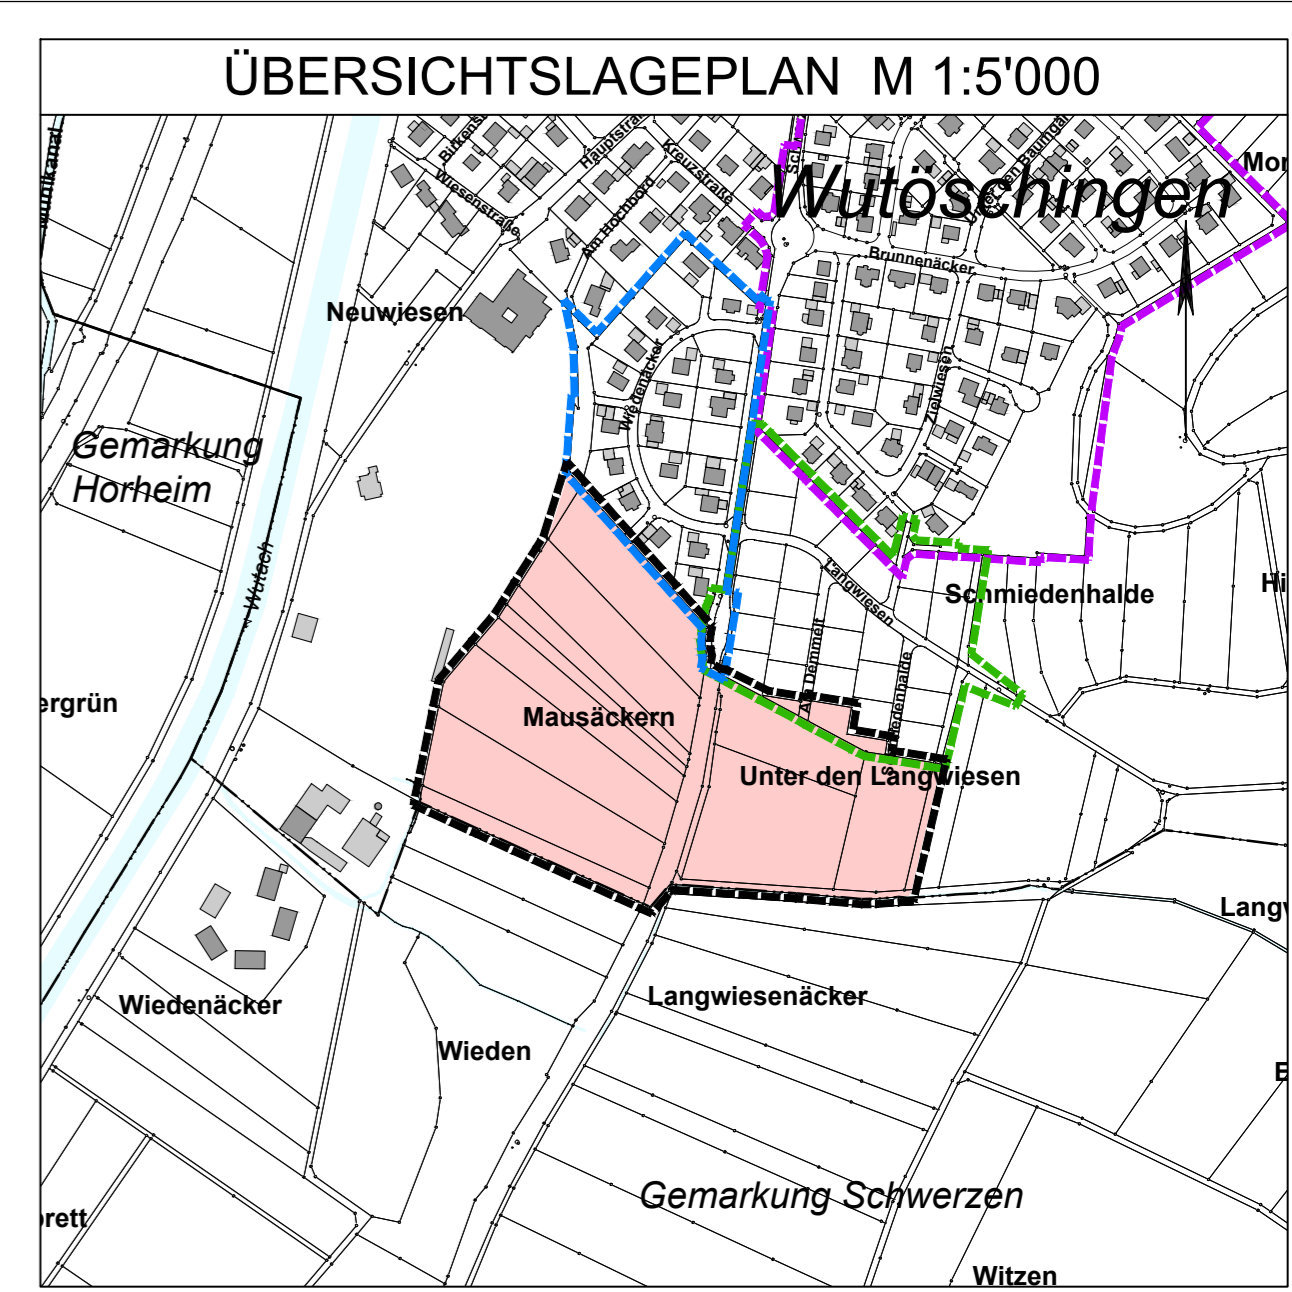 ÜBERSICHTSLAGEPLAN M 1:5'000
Kreuzstraße
Wiesenstraße
Am Hochbord
Wutöschingen
Brunnenäcker
Neuwiesen
Wiedenäcker
Zielwiesen
Gemarkung
Horheim
Wutach
Langwiesen
Schmiedenhalde
Mausäckern
Unter den Langwiesen
Wiedenäcker
Langwiesenäcker
Wieden
Gemarkung Schwerzen
Witzen